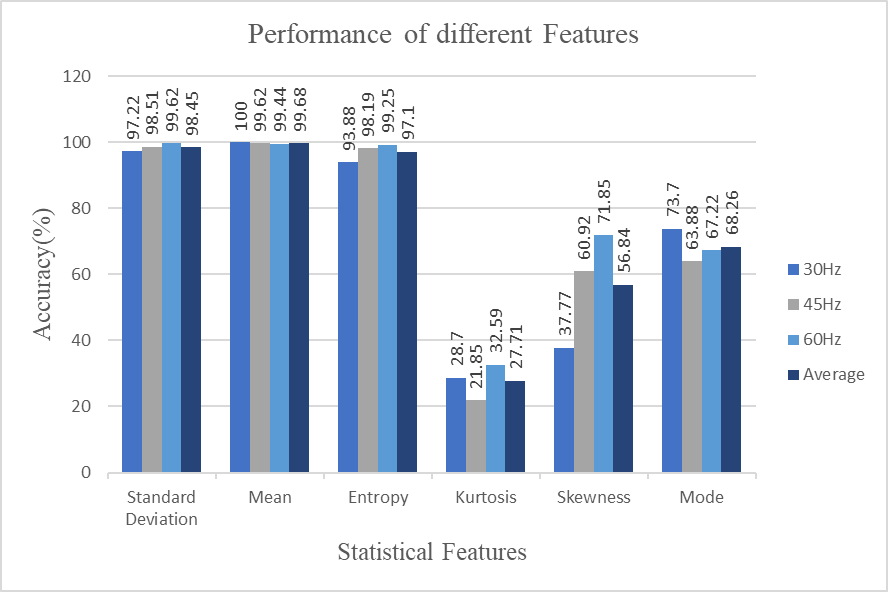 Performance of different Features
Accuracy(%)
120
100
80
60
40
20
0
97.22
98.51
99.62
98.45
100
99.62
99.44
99.68
93.88
98.19
99.25
97.1
28.7
21.85
32.59
27.71
37.77
60.92
71.85
56.84
73.7
63.88
67.22
68.26
Standard
Deviation
Mean
Entropy
Kurtosis
Skewness
Mode
Statistical Features
30Hz
45Hz
60Hz
Average